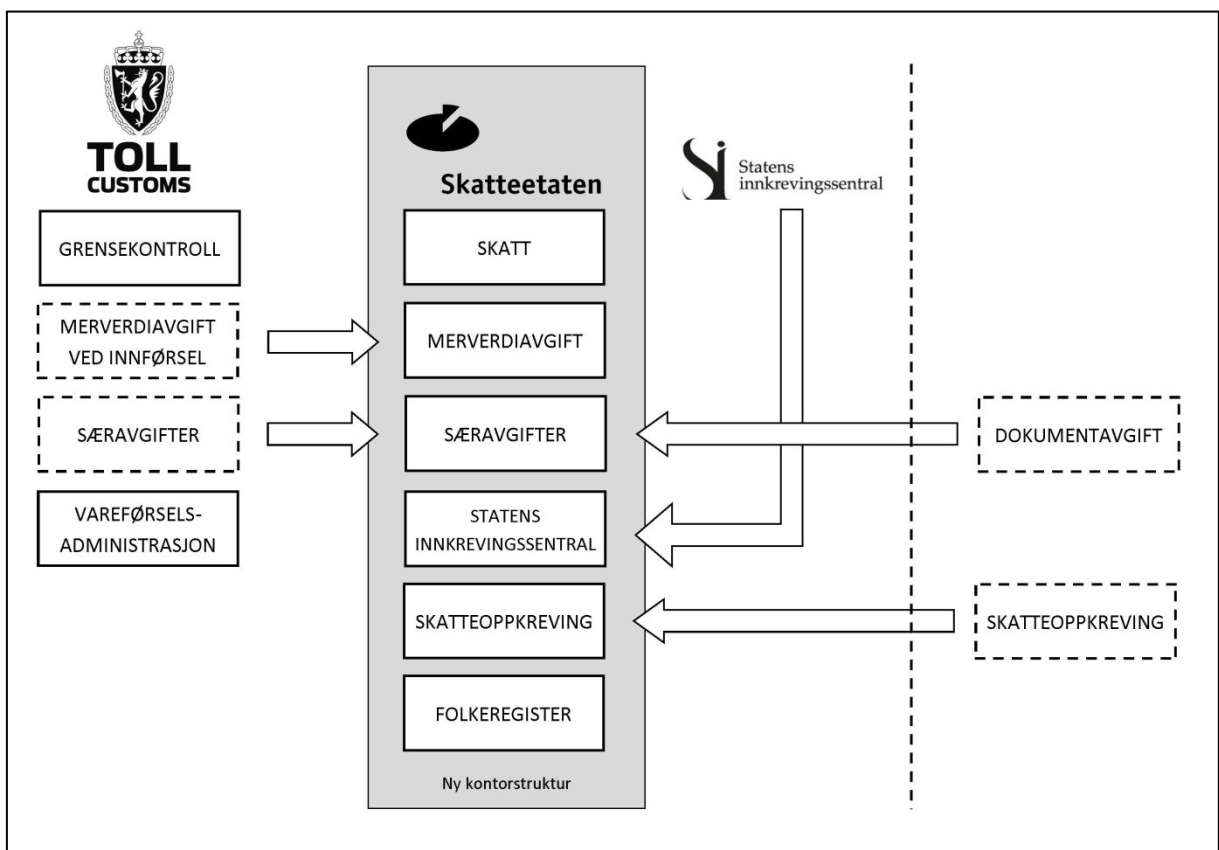 TOLL
CUSTOMS
GRENSEKONTROLL
MERVERDIAVGIFT
VED INNFØRSEL
SÆRAVGIFTER
VAREFØRSELS-
ADMINISTRASJON
Skatteetaten
SKATT
MERVERDIAVGIFT
SÆRAVGIFTER
STATENS
INNKREVINGSSENTRAL
SKATTEOPPKREVING
FOLKEREGISTER
Ny kontorstruktur
Si Statens
innkrevingssentral
DOKUMENTAVGIFT
SKATTEOPPKREVING